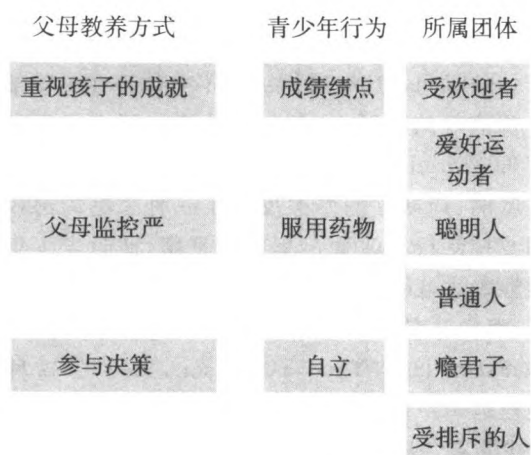 父母教养方式 青少年行为 所属团体
重视孩子的成就 成绩绩点 受欢迎者
爱好运
动者
父母监控严 服用药物 聪明人
普通人
参与决策 自立 瘾君子
受排斥的人